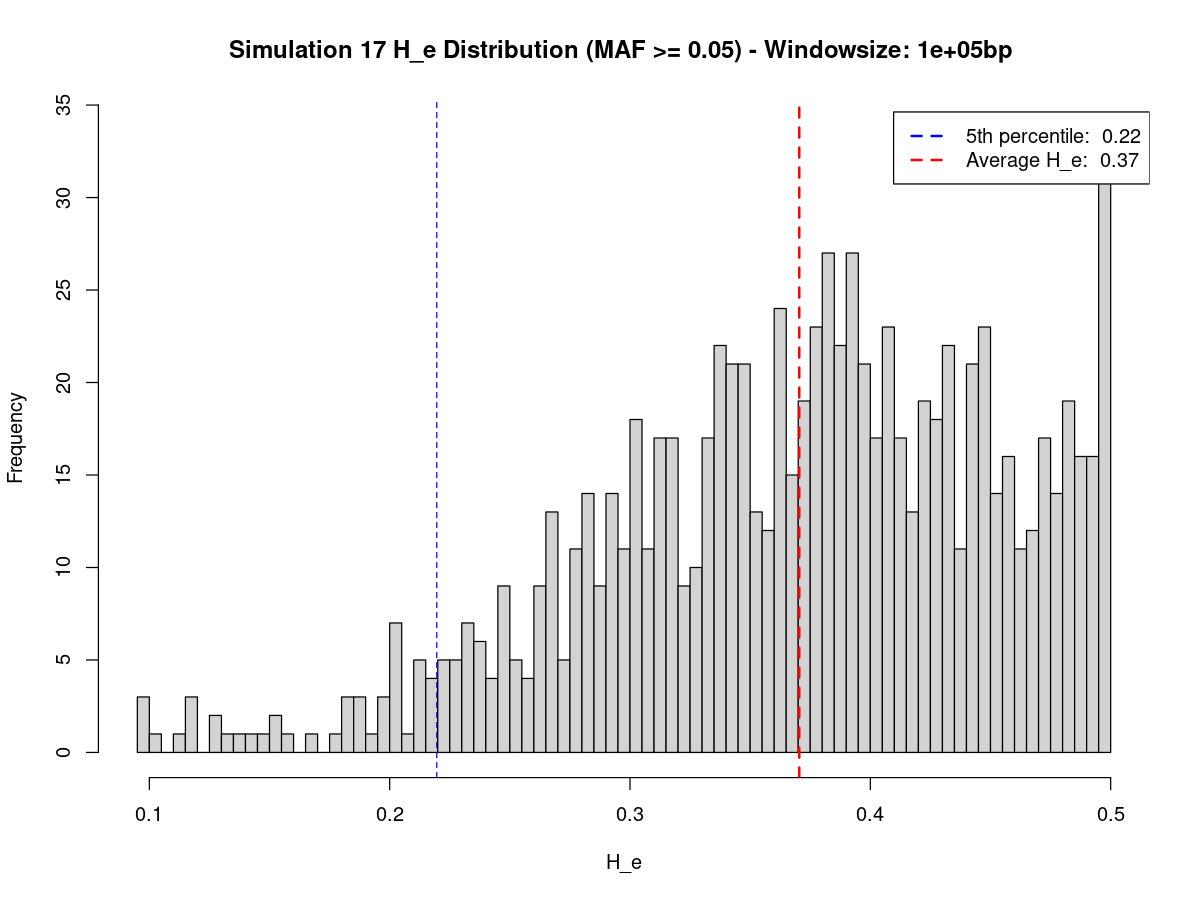 Simulation 17 H_e Distribution (MAF >= 0.05) - Windowsize: 1e+05bp
35
30
25
20
15
10
5
0
Frequency
5th percentile:  0.22
Average H_e:  0.37
0.1 0.2 0.3 0.4 0.5
H_e